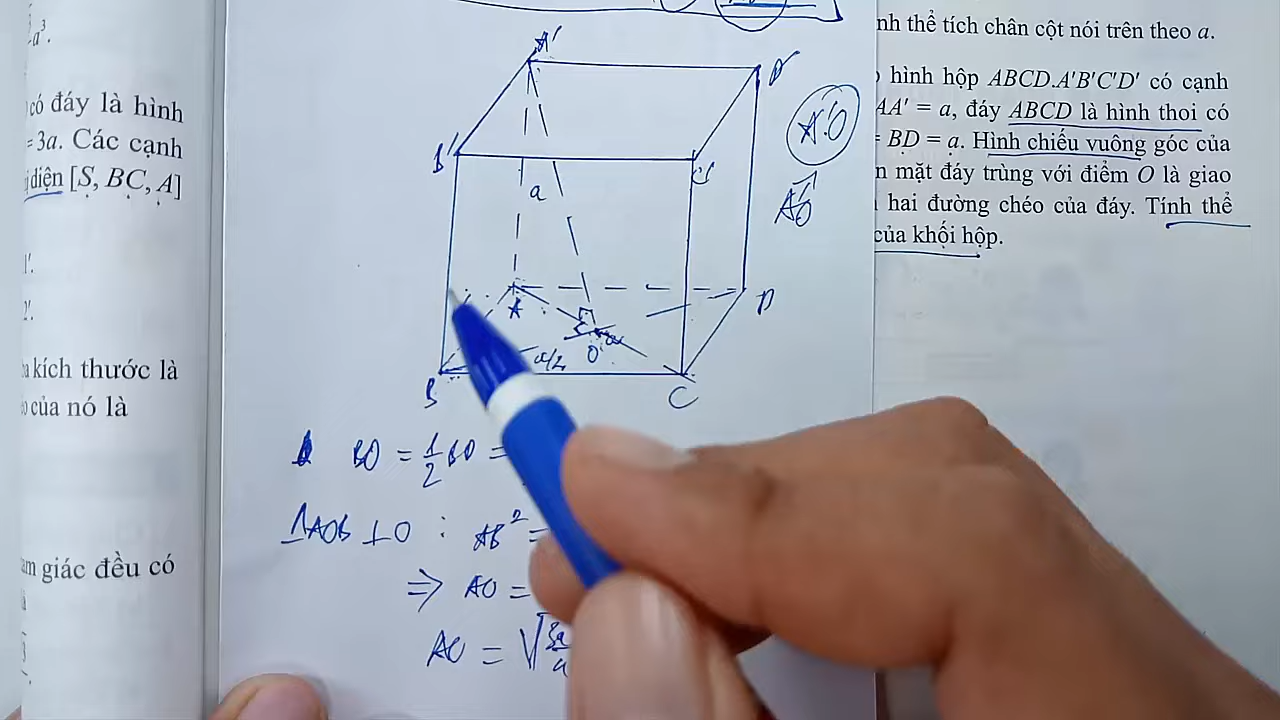 a³.
có đáy là hình
= 3a. Các cạnh
diện [S, BC, A]
1'.
2'.
kích thước là
của nó là
giác đều có
A'
D'
B'
C'
a
A
D
O
a/2
B
C
A'O
AO
BO = 1/2 BD =
⊥O : AB² =
=> AO =
AO = √
thể tích chân cột nói trên theo a.
hình hộp ABCD.A'B'C'D' có cạnh
AA' = a, đáy ABCD là hình thoi có
= BD = a. Hình chiếu vuông góc của
mặt đáy trùng với điểm O là giao
hai đường chéo của đáy. Tính thể
của khối hộp.